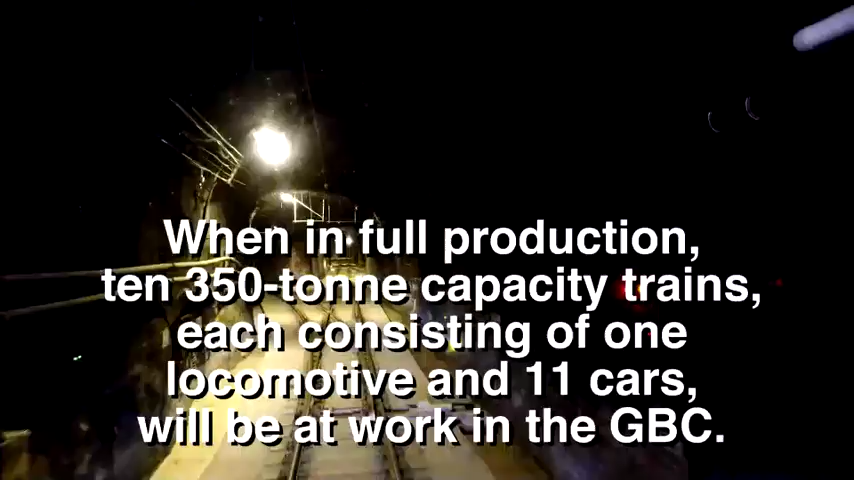 When in full production,
ten 350-tonne capacity trains,
each consisting of one
locomotive and 11 cars,
will be at work in the GBC.